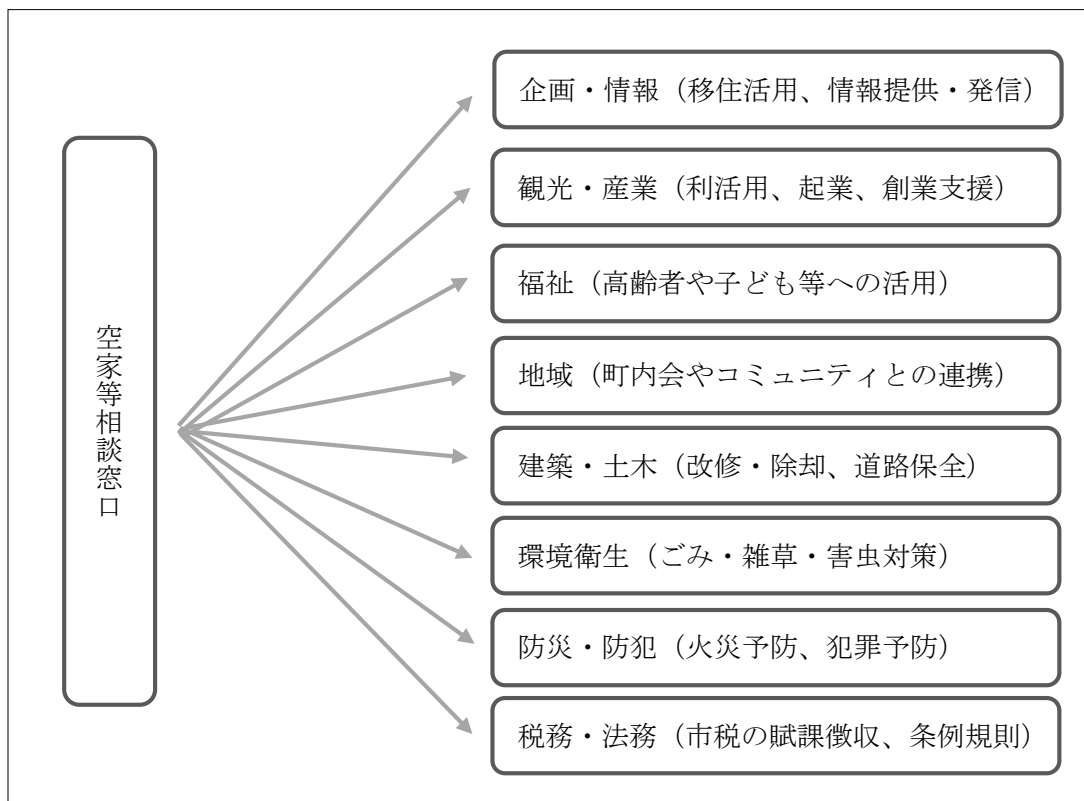 空家等相談窓口
企画・情報（移住活用、情報提供・発信）
観光・産業（利活用、起業、創業支援）
福祉（高齢者や子ども等への活用）
地域（町内会やコミュニティとの連携）
建築・土木（改修・除却、道路保全）
環境衛生（ごみ・雑草・害虫対策）
防災・防犯（火災予防、犯罪予防）
税務・法務（市税の賦課徴収、条例規則）